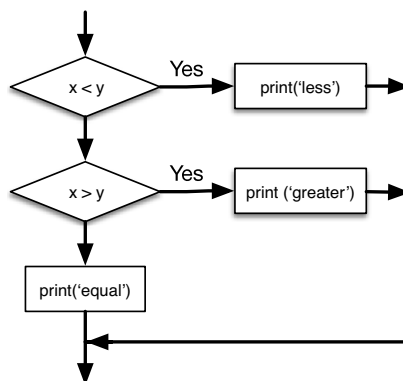 Yes
x < y
print(‘less’)
Yes
x > y
print (‘greater’)
print(‘equal’)